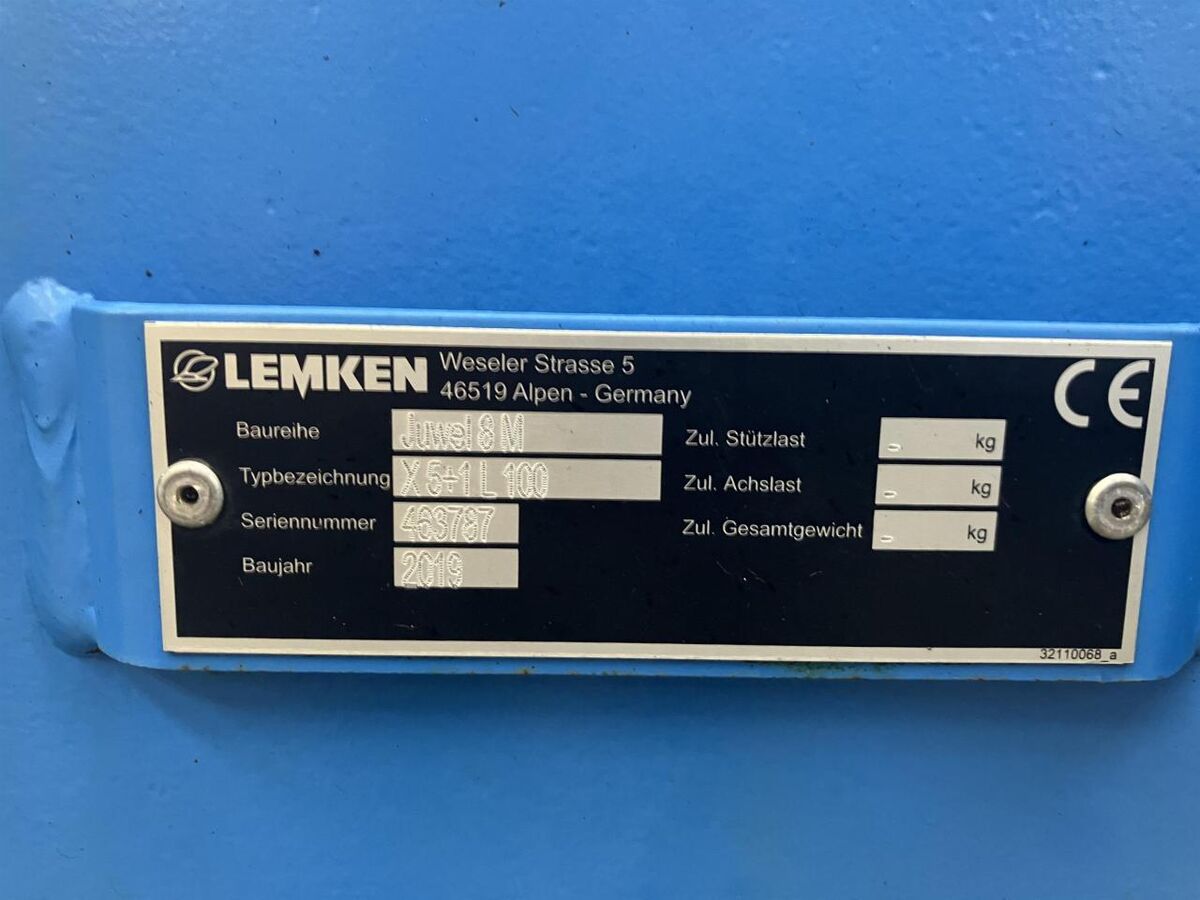 LEMKEN Weseler Strasse 5
46519 Alpen - Germany
CE
Baureihe Juwel 8 M
Typbezeichnung X 5+1 L 100
Seriennummer 463787
Baujahr 2019
Zul. Stützlast - kg
Zul. Achslast - kg
Zul. Gesamtgewicht - kg
32110068_a